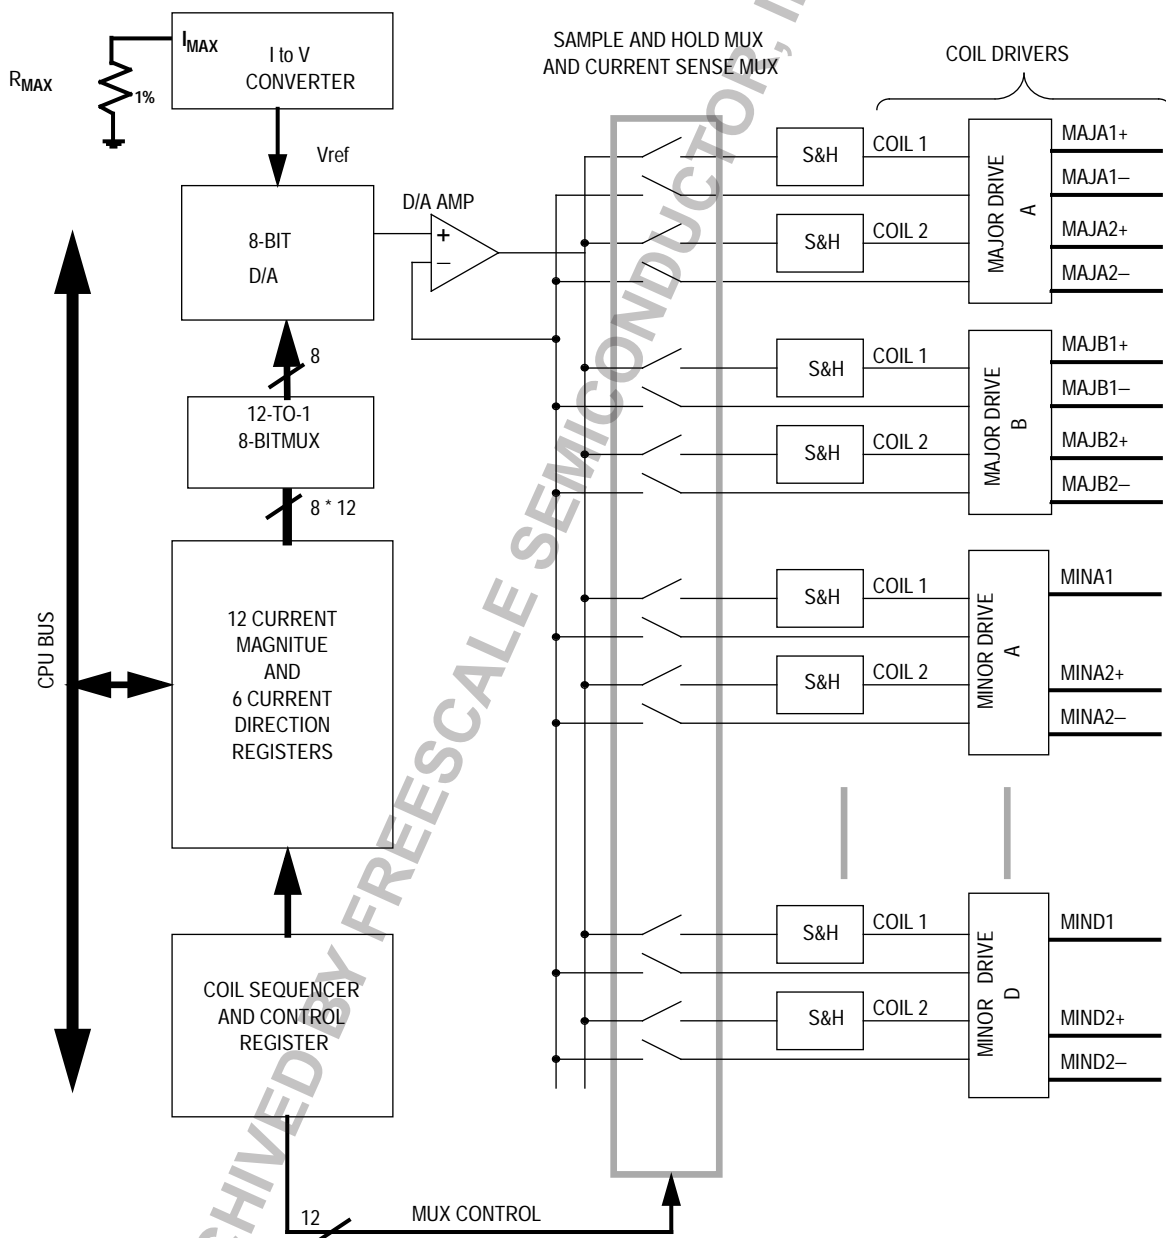 I to V
CONVERTER
IMAX
RMAX
1%
Vref
8-BIT
D/A
D/A AMP
+
−
8
12-TO-1
8-BITMUX
8 * 12
CPU BUS
12 CURRENT
MAGNITUE
AND
6 CURRENT
DIRECTION
REGISTERS
COIL SEQUENCER
AND CONTROL
REGISTER
12
MUX CONTROL
SAMPLE AND HOLD MUX
AND CURRENT SENSE MUX
COIL DRIVERS
S&H
COIL 1
S&H
COIL 2
MAJOR DRIVE
A
MAJA1+
MAJA1–
MAJA2+
MAJA2–
S&H
COIL 1
S&H
COIL 2
MAJOR DRIVE
B
MAJB1+
MAJB1–
MAJB2+
MAJB2–
S&H
COIL 1
S&H
COIL 2
MINOR DRIVE
A
MINA1
MINA2+
MINA2–
S&H
COIL 1
S&H
COIL 2
MINOR DRIVE
D
MIND1
MIND2+
MIND2–
CHIVED BY FREESCALE SEMICONDUCTOR, I